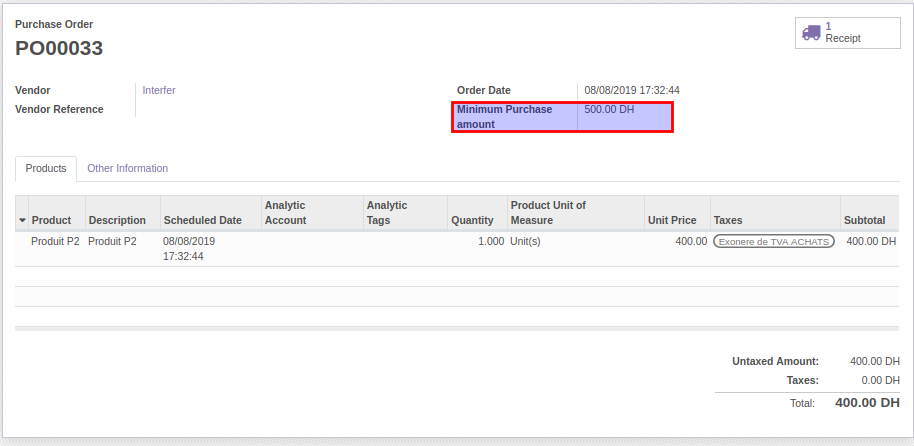 Purchase Order
PO00033
1
Receipt
Vendor Interfer
Vendor Reference
Order Date 08/08/2019 17:32:44
Minimum Purchase amount 500.00 DH
Products Other Information
Product Description Scheduled Date Analytic Account Analytic Tags Quantity Product Unit of Measure Unit Price Taxes Subtotal
Produit P2 Produit P2 08/08/2019 17:32:44 1.000 Unit(s) 400.00 Exonere de TVA ACHATS 400.00 DH
Untaxed Amount: 400.00 DH
Taxes: 0.00 DH
Total: 400.00 DH